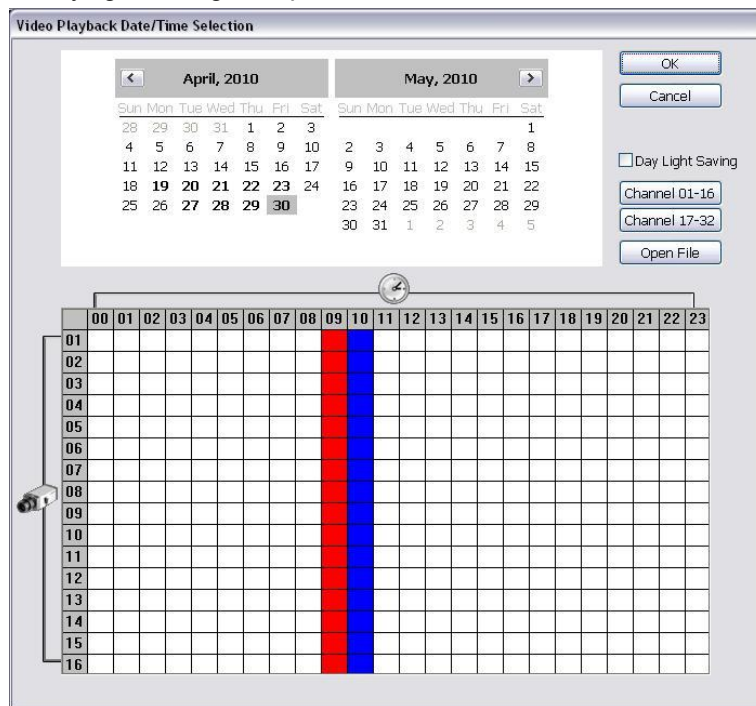 Video Playback Date/Time Selection
April, 2010
Sun Mon Tue Wed Thu Fri Sat
28 29 30 31 1 2 3
4 5 6 7 8 9 10
11 12 13 14 15 16 17
18 19 20 21 22 23 24
25 26 27 28 29 30
May, 2010
Sun Mon Tue Wed Thu Fri Sat
1
2 3 4 5 6 7 8
9 10 11 12 13 14 15
16 17 18 19 20 21 22
23 24 25 26 27 28 29
30 31 1 2 3 4 5
OK
Cancel
Day Light Saving
Channel 01-16
Channel 17-32
Open File
00 01 02 03 04 05 06 07 08 09 10 11 12 13 14 15 16 17 18 19 20 21 22 23
01
02
03
04
05
06
07
08
09
10
11
12
13
14
15
16